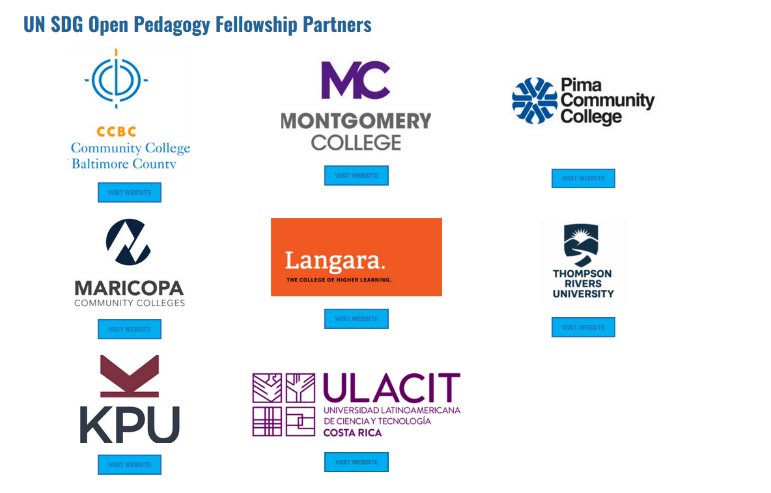 UN SDG Open Pedagogy Fellowship Partners
CCBC
Community College
Baltimore County
VISIT WEBSITE
MC
MONTGOMERY
COLLEGE
VISIT WEBSITE
Pima
Community
College
VISIT WEBSITE
MARICOPA
COMMUNITY COLLEGES
VISIT WEBSITE
Langara.
THE COLLEGE OF HIGHER LEARNING.
VISIT WEBSITE
THOMPSON
RIVERS
UNIVERSITY
VISIT WEBSITE
KPU
VISIT WEBSITE
ULACIT
UNIVERSIDAD LATINOAMERICANA
DE CIENCIA Y TECNOLOGÍA
COSTA RICA
VISIT WEBSITE